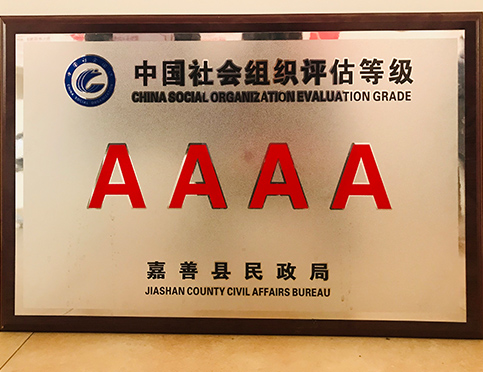 中国社会组织评估等级
CHINA SOCIAL ORGANIZATION EVALUATION GRADE
AAAA
嘉善县民政局
JIASHAN COUNTY CIVIL AFFAIRS BUREAU